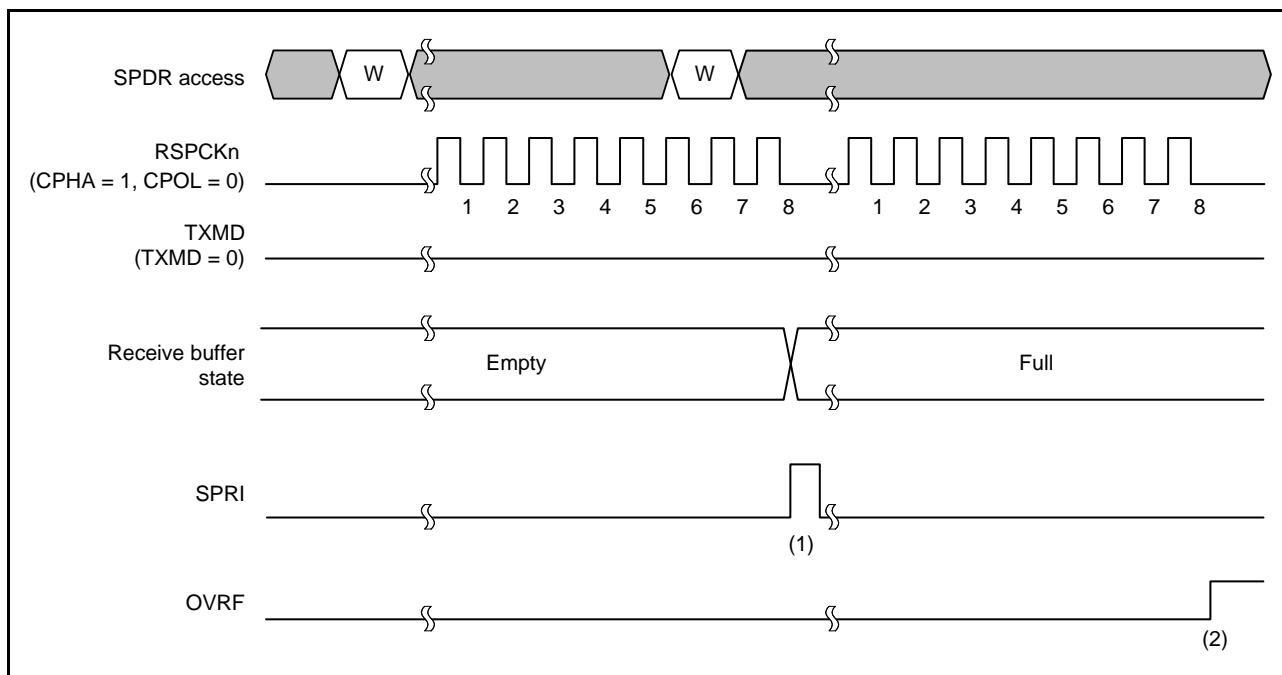 SPDR access
W
W
RSPCKn
(CPHA = 1, CPOL = 0)
1 2 3 4 5 6 7 8 1 2 3 4 5 6 7 8
TXMD
(TXMD = 0)
Receive buffer
state
Empty
Full
SPRI
(1)
OVRF
(2)